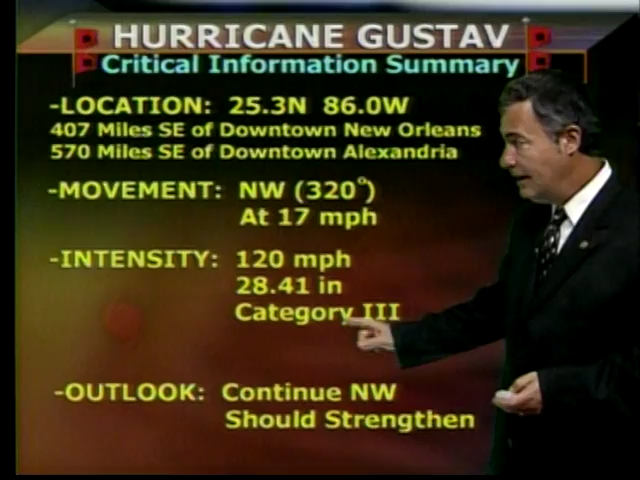 HURRICANE GUSTAV
Critical Information Summary
-LOCATION: 25.3N 86.0W
407 Miles SE of Downtown New Orleans
570 Miles SE of Downtown Alexandria
-MOVEMENT: NW (320°)
At 17 mph
-INTENSITY: 120 mph
28.41 in
Category III
-OUTLOOK: Continue NW
Should Strengthen